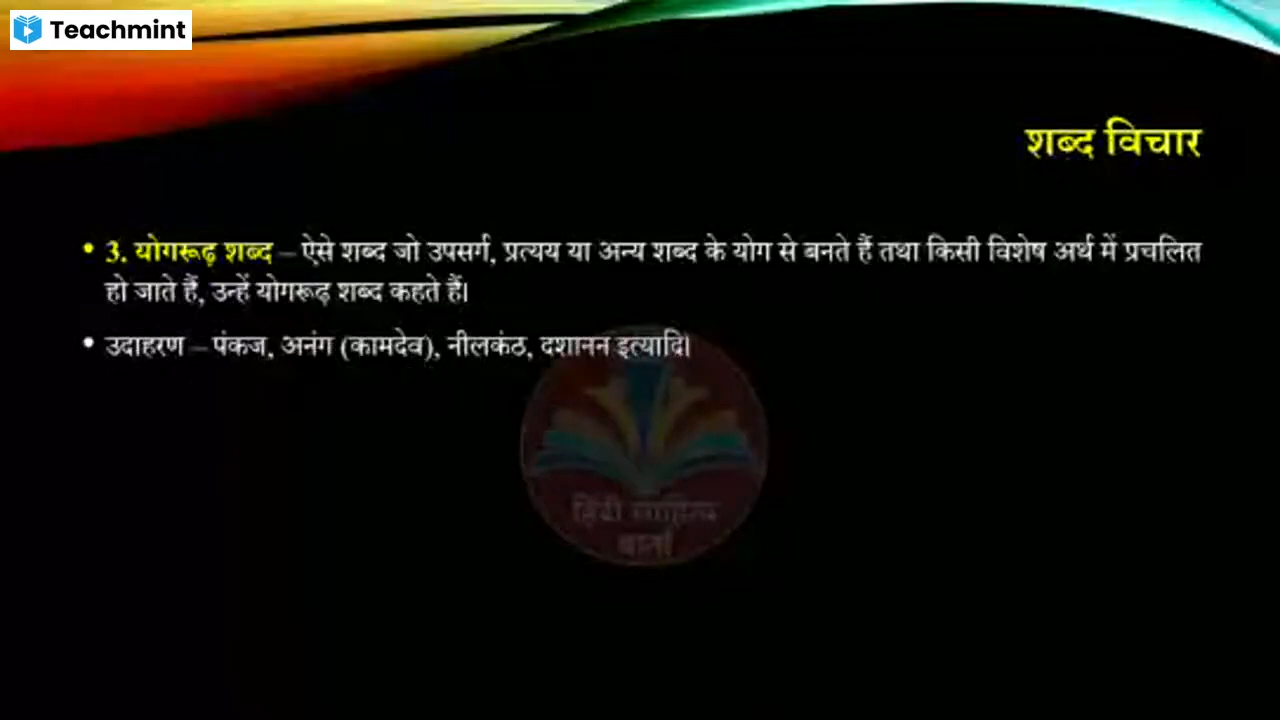 Teachmint
शब्द विचार
• 3. योगरूढ़ शब्द – ऐसे शब्द जो उपसर्ग, प्रत्यय या अन्य शब्द के योग से बनते हैं तथा किसी विशेष अर्थ में प्रचलित
हो जाते हैं, उन्हें योगरूढ़ शब्द कहते हैं।
• उदाहरण – पंकज, अनंग (कामदेव), नीलकंठ, दशानन इत्यादि।
हिंदी साहित्य
वार्ता